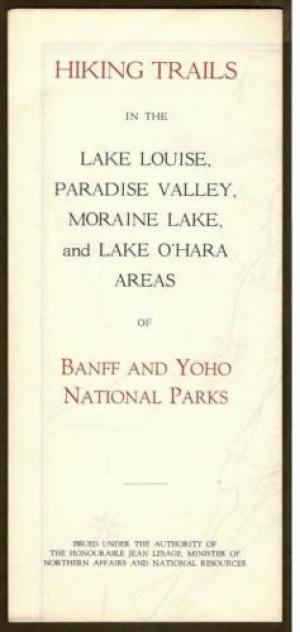 HIKING TRAILS
IN THE
LAKE LOUISE,
PARADISE VALLEY,
MORAINE LAKE,
and LAKE O'HARA
AREAS
OF
BANFF AND YOHO
NATIONAL PARKS
ISSUED UNDER THE AUTHORITY OF
THE HONOURABLE JEAN LESAGE, MINISTER OF
NORTHERN AFFAIRS AND NATIONAL RESOURCES